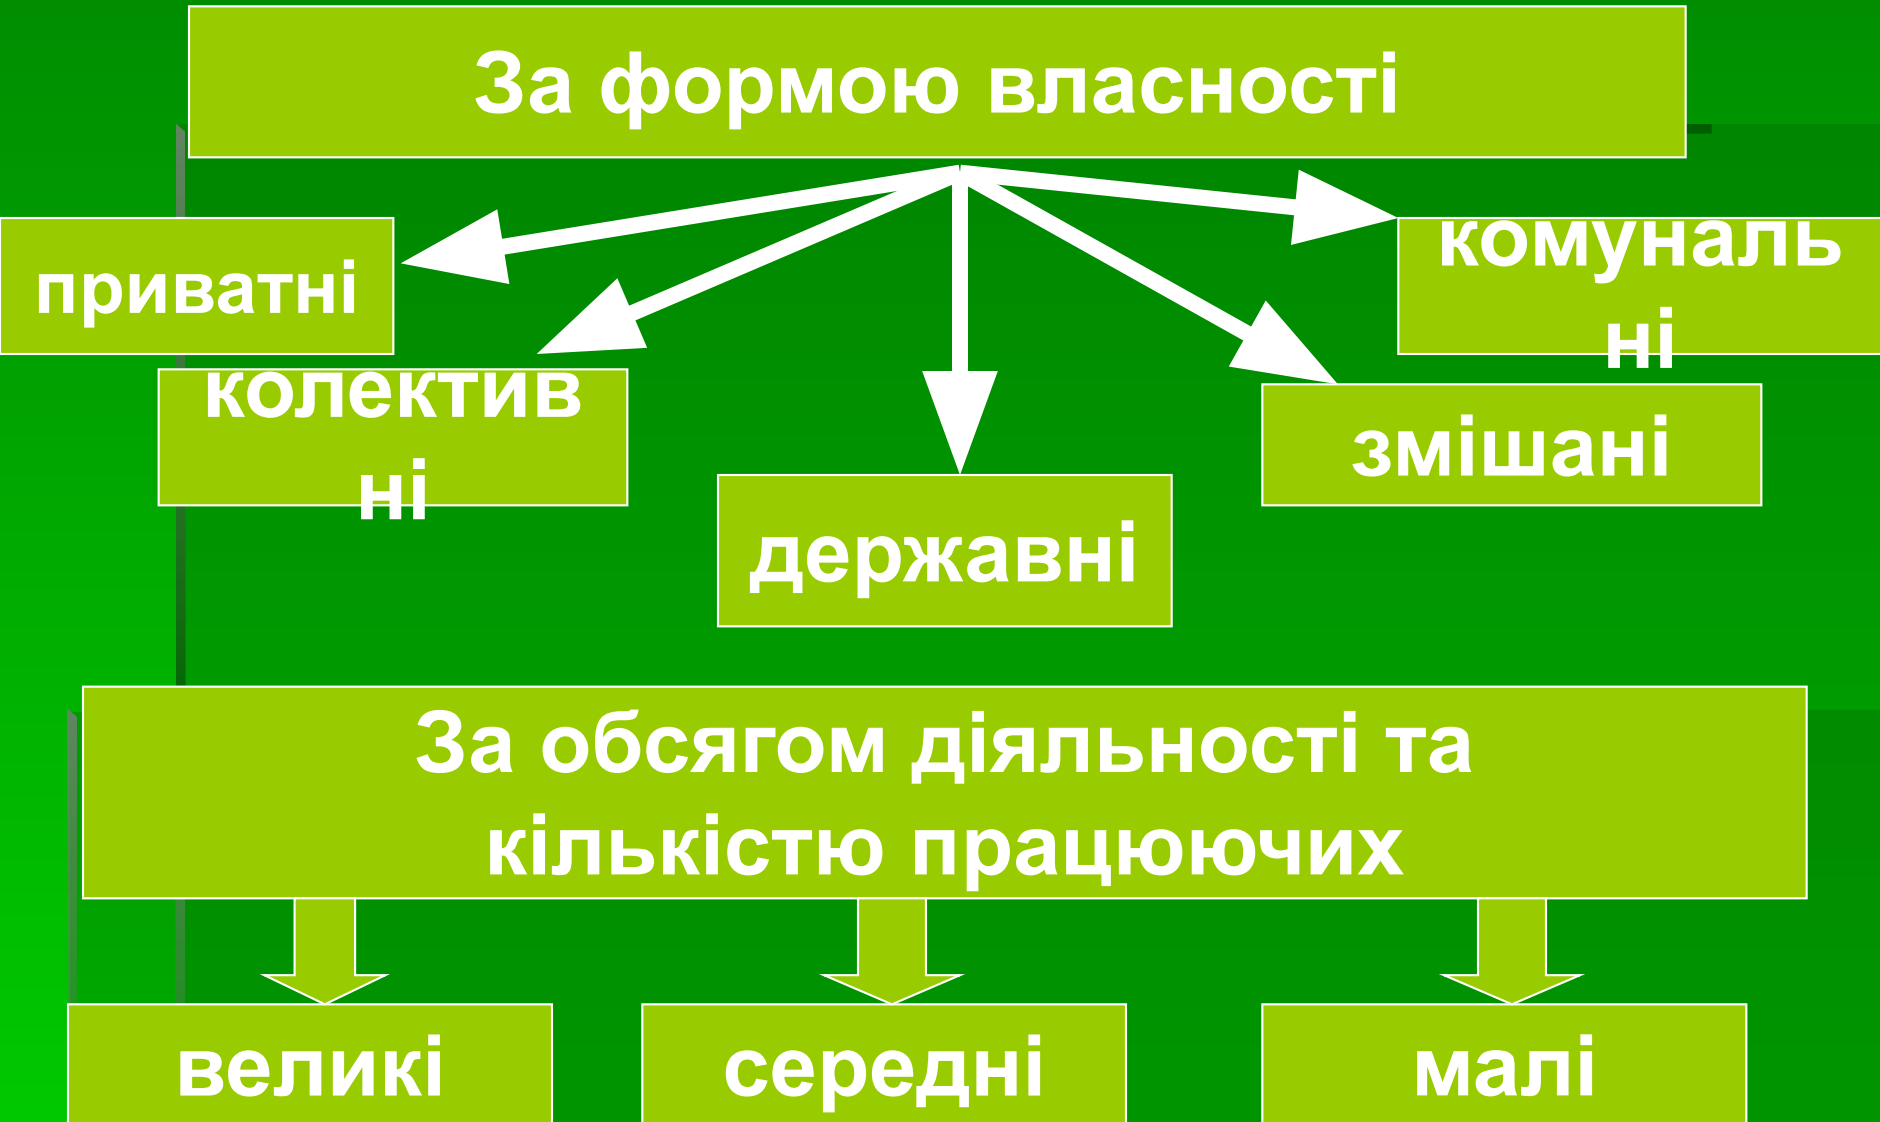 За формою власності
приватні
комуналь
ні
колектив
ні
змішані
державні
За обсягом діяльності та
кількістю працюючих
великі
середні
малі